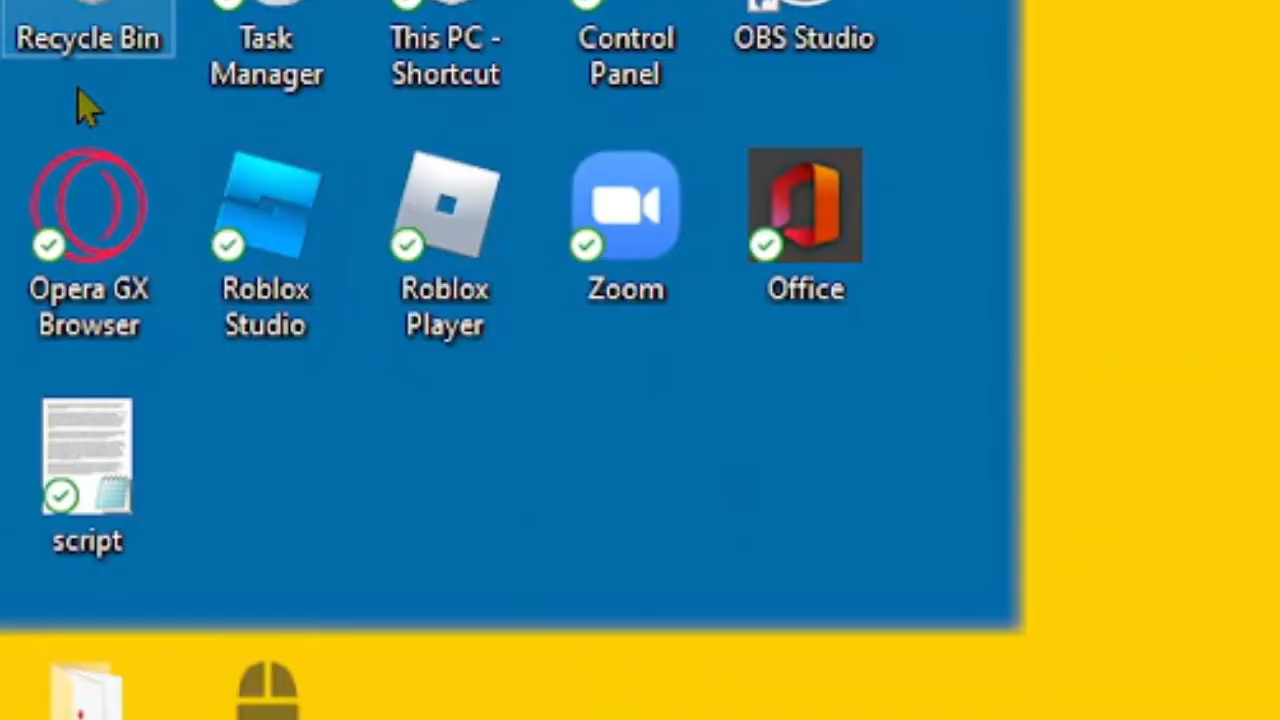 Recycle Bin
Task
Manager
This PC -
Shortcut
Control
Panel
OBS Studio
Opera GX
Browser
Roblox
Studio
Roblox
Player
Zoom
Office
script